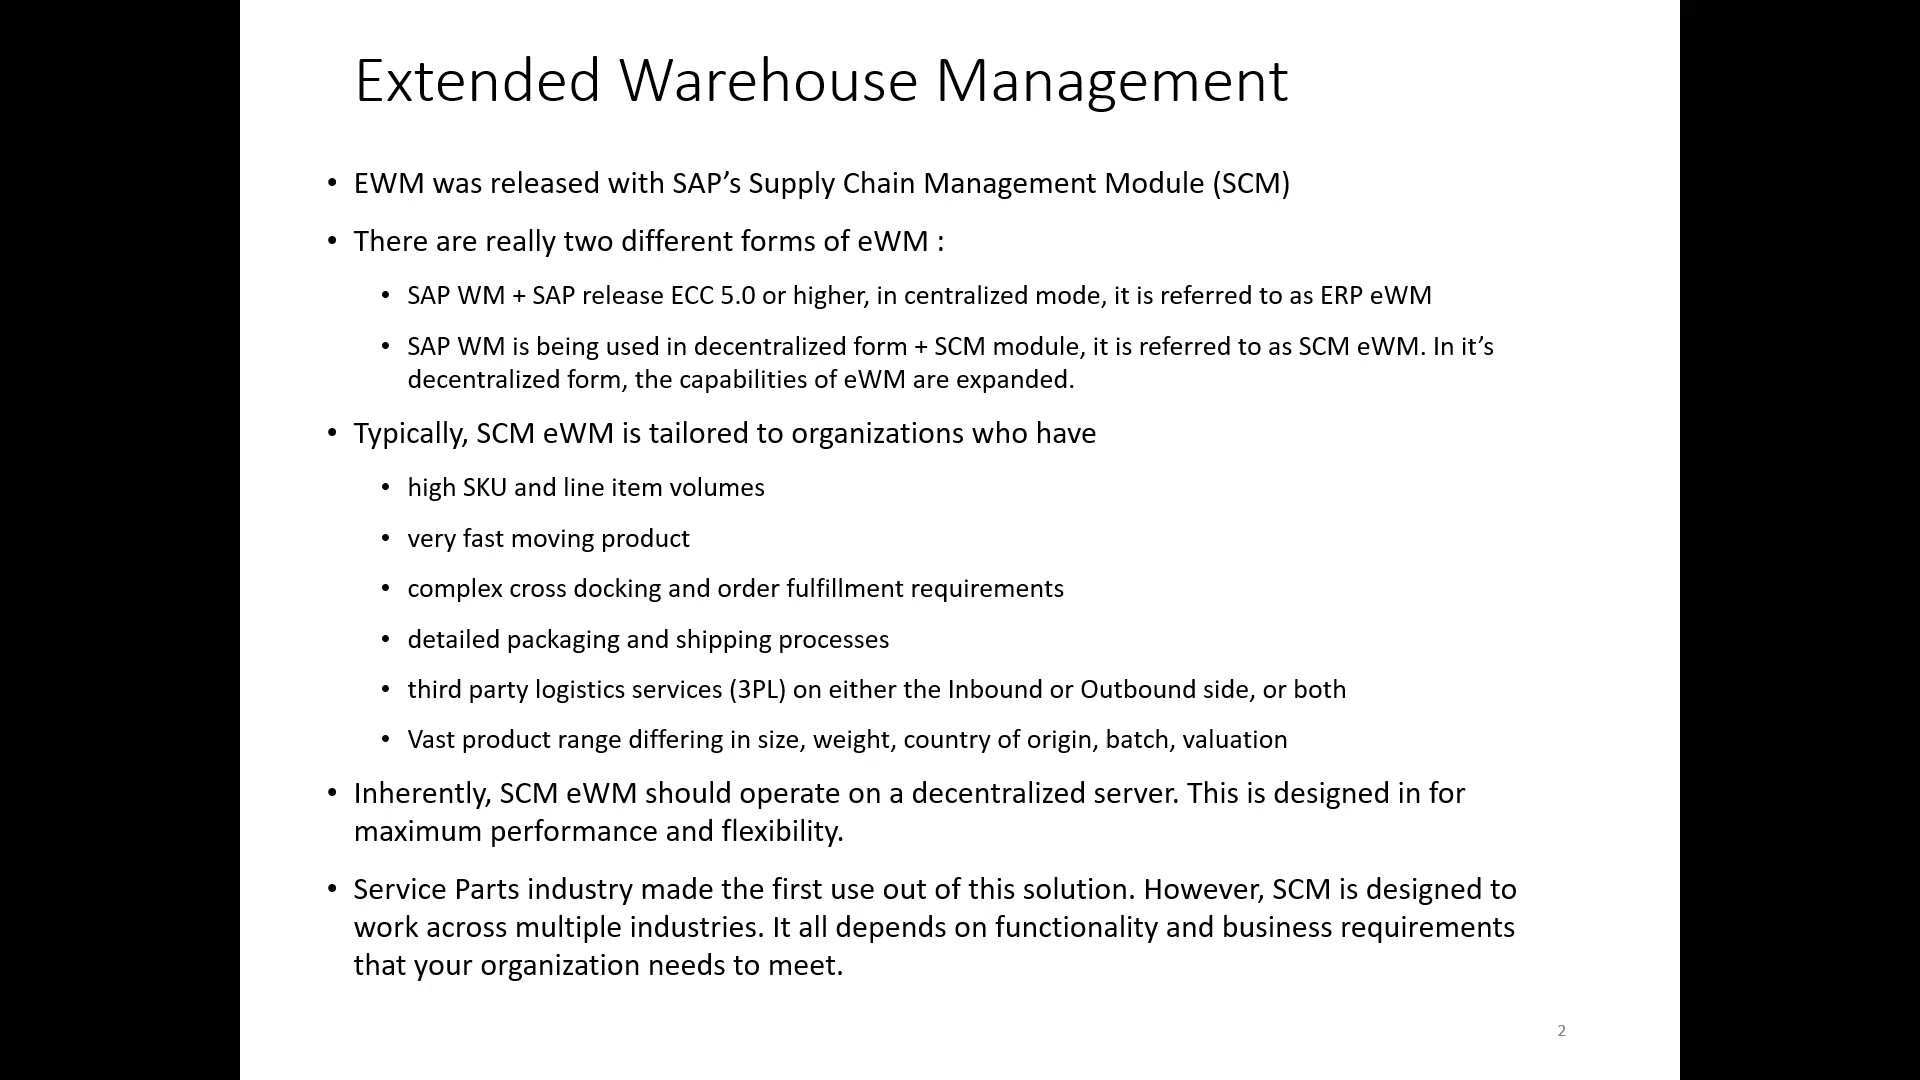 Extended Warehouse Management
• EWM was released with SAP’s Supply Chain Management Module (SCM)
• There are really two different forms of eWM :
• SAP WM + SAP release ECC 5.0 or higher, in centralized mode, it is referred to as ERP eWM
• SAP WM is being used in decentralized form + SCM module, it is referred to as SCM eWM. In it’s
decentralized form, the capabilities of eWM are expanded.
• Typically, SCM eWM is tailored to organizations who have
• high SKU and line item volumes
• very fast moving product
• complex cross docking and order fulfillment requirements
• detailed packaging and shipping processes
• third party logistics services (3PL) on either the Inbound or Outbound side, or both
• Vast product range differing in size, weight, country of origin, batch, valuation
• Inherently, SCM eWM should operate on a decentralized server. This is designed in for
maximum performance and flexibility.
• Service Parts industry made the first use out of this solution. However, SCM is designed to
work across multiple industries. It all depends on functionality and business requirements
that your organization needs to meet.
2